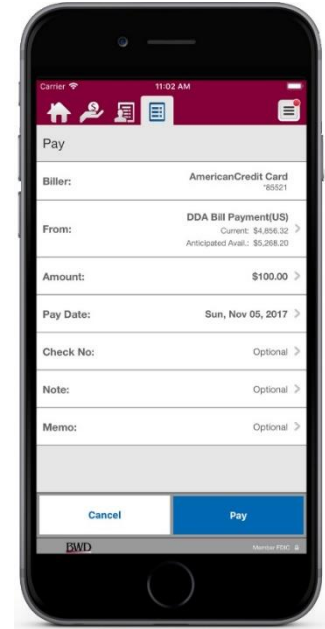 Carrier 11:02 AM
Pay
Biller: AmericanCredit Card
*85521
From: DDA Bill Payment(US)
Current: $4,856.32
Anticipated Avail.: $5,268.20
Amount: $100.00
Pay Date: Sun, Nov 05, 2017
Check No: Optional
Note: Optional
Memo: Optional
Cancel Pay
BWD Member FDIC